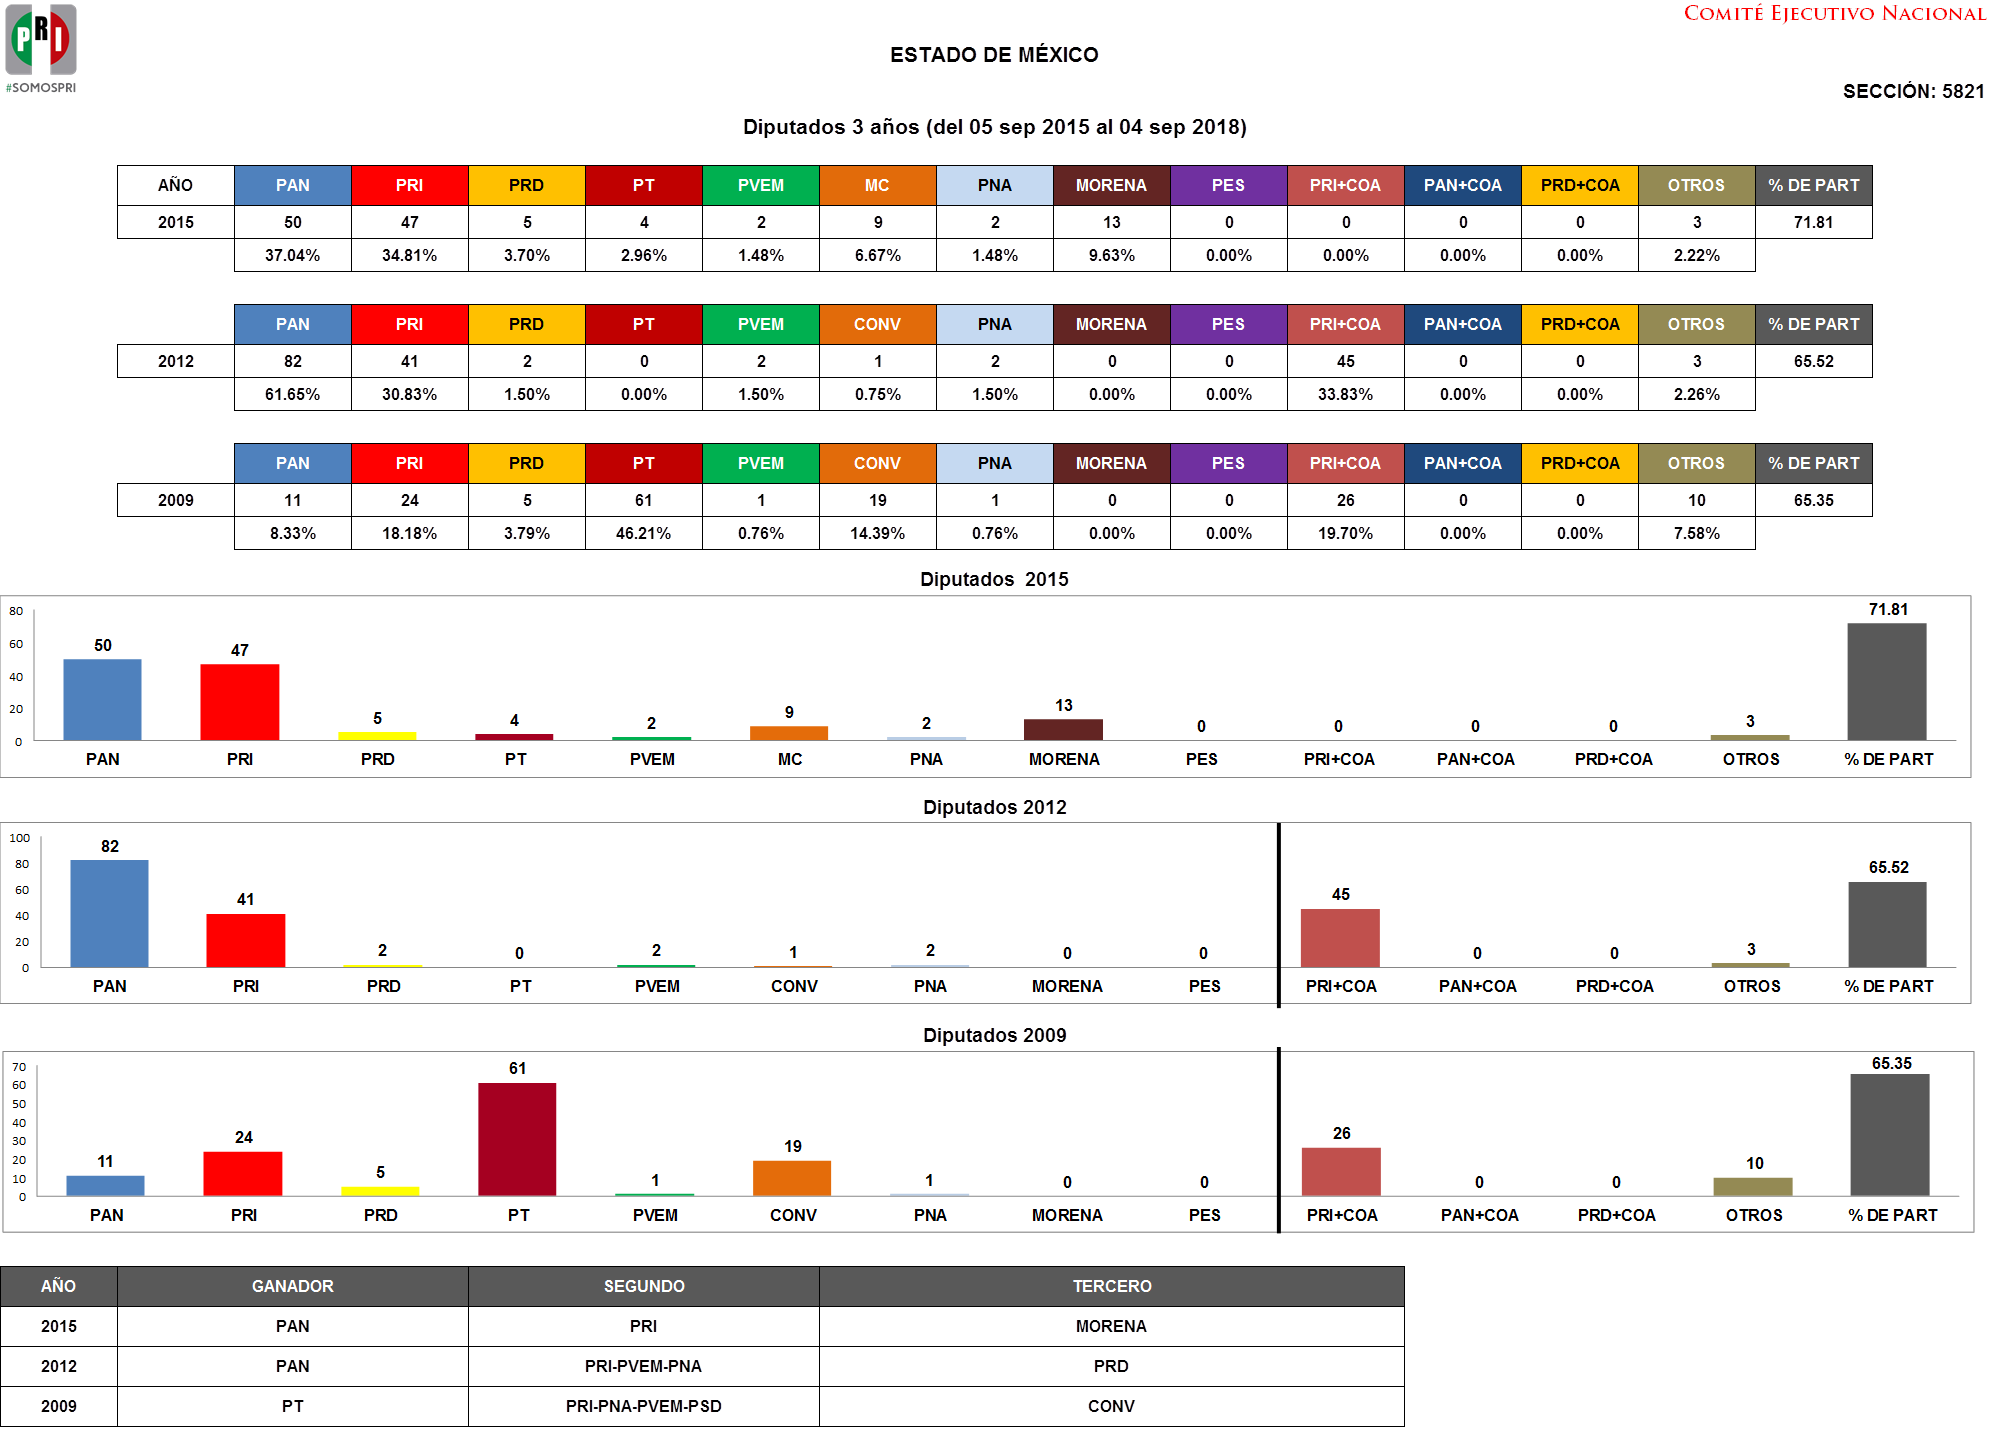 PRI
#SOMOSPRI
COMITÉ EJECUTIVO NACIONAL
ESTADO DE MÉXICO
SECCIÓN: 5821
Diputados 3 años (del 05 sep 2015 al 04 sep 2018)
AÑO PAN PRI PRD PT PVEM MC PNA MORENA PES PRI+COA PAN+COA PRD+COA OTROS % DE PART
2015 50 47 5 4 2 9 2 13 0 0 0 0 3 71.81
37.04% 34.81% 3.70% 2.96% 1.48% 6.67% 1.48% 9.63% 0.00% 0.00% 0.00% 0.00% 2.22%
PAN PRI PRD PT PVEM CONV PNA MORENA PES PRI+COA PAN+COA PRD+COA OTROS % DE PART
2012 82 41 2 0 2 1 2 0 0 45 0 0 3 65.52
61.65% 30.83% 1.50% 0.00% 1.50% 0.75% 1.50% 0.00% 0.00% 33.83% 0.00% 0.00% 2.26%
PAN PRI PRD PT PVEM CONV PNA MORENA PES PRI+COA PAN+COA PRD+COA OTROS % DE PART
2009 11 24 5 61 1 19 1 0 0 26 0 0 10 65.35
8.33% 18.18% 3.79% 46.21% 0.76% 14.39% 0.76% 0.00% 0.00% 19.70% 0.00% 0.00% 7.58%
Diputados 2015
80
60
40
20
0
50 47 5 4 2 9 2 13 0 0 0 0 3 71.81
PAN PRI PRD PT PVEM MC PNA MORENA PES PRI+COA PAN+COA PRD+COA OTROS % DE PART
Diputados 2012
100
80
60
40
20
0
82 41 2 0 2 1 2 0 0 45 0 0 3 65.52
PAN PRI PRD PT PVEM CONV PNA MORENA PES PRI+COA PAN+COA PRD+COA OTROS % DE PART
Diputados 2009
70
60
50
40
30
20
10
0
11 24 5 61 1 19 1 0 0 26 0 0 10 65.35
PAN PRI PRD PT PVEM CONV PNA MORENA PES PRI+COA PAN+COA PRD+COA OTROS % DE PART
AÑO GANADOR SEGUNDO TERCERO
2015 PAN PRI MORENA
2012 PAN PRI-PVEM-PNA PRD
2009 PT PRI-PNA-PVEM-PSD CONV